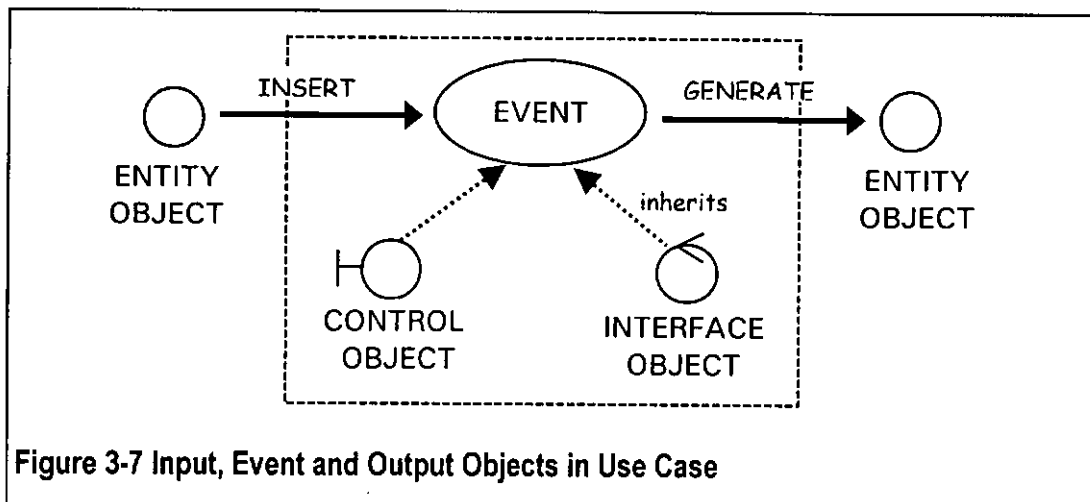 INSERT
GENERATE
EVENT
ENTITY
OBJECT
ENTITY
OBJECT
inherits
CONTROL
OBJECT
INTERFACE
OBJECT
Figure 3-7 Input, Event and Output Objects in Use Case